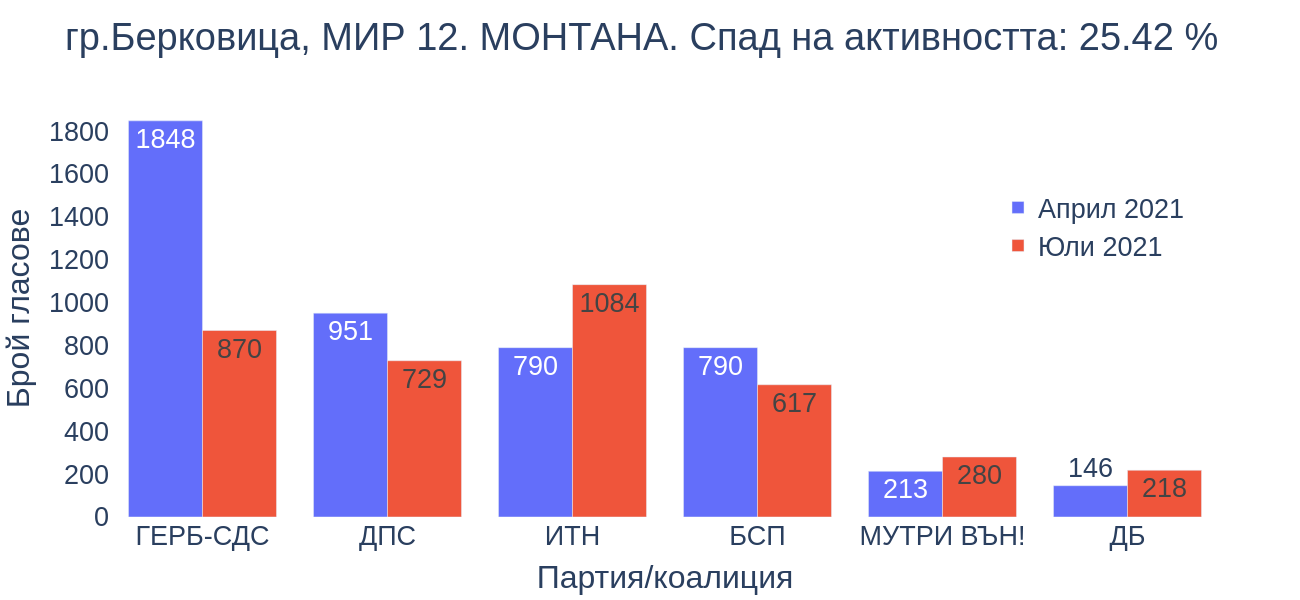 гр.Берковица, МИР 12. МОНТАНА. Спад на активността: 25.42 %
Брой гласове
1800
1600
1400
1200
1000
800
600
400
200
0
1848
870
951
729
790
1084
790
617
213
280
146
218
Април 2021
Юли 2021
ГЕРБ-СДС
ДПС
ИТН
БСП
МУТРИ ВЪН!
ДБ
Партия/коалиция